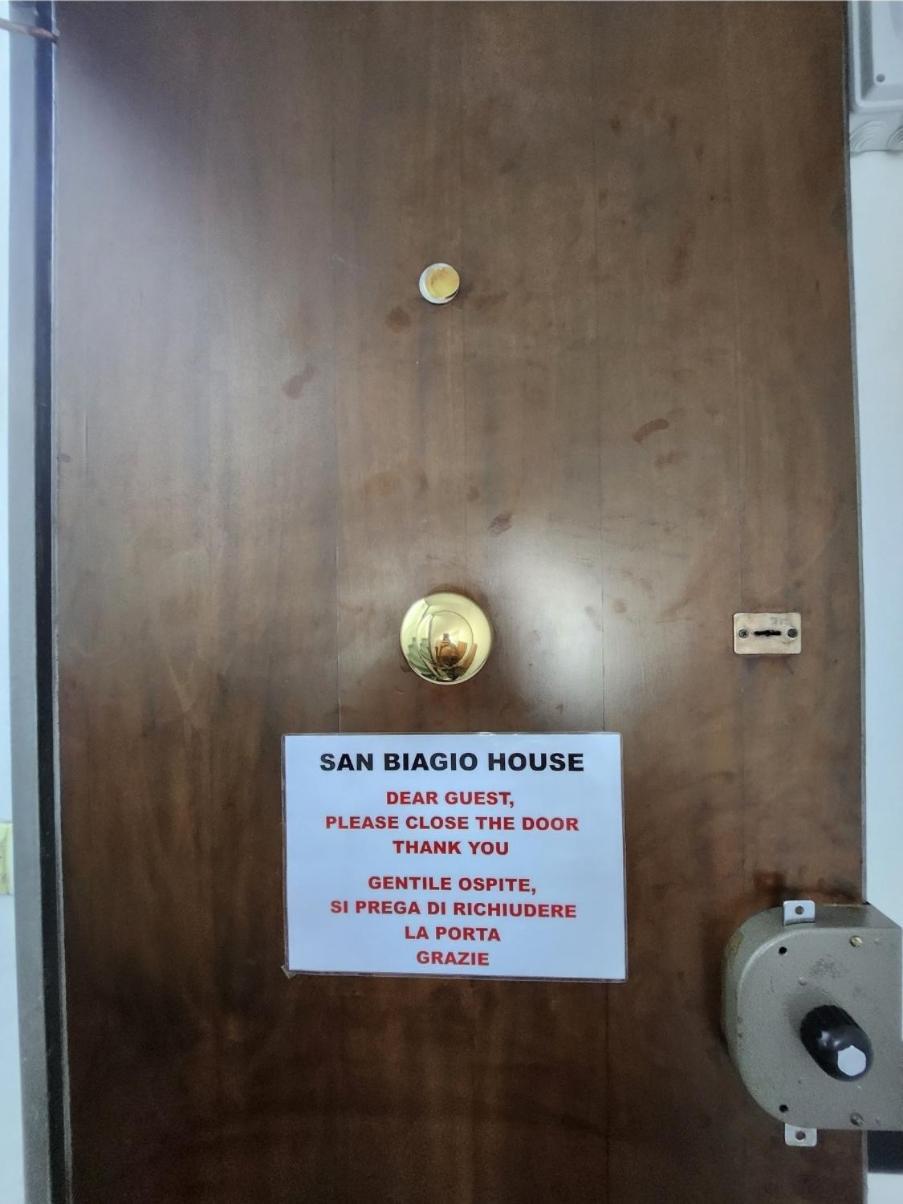 SAN BIAGIO HOUSE
DEAR GUEST,
PLEASE CLOSE THE DOOR
THANK YOU
GENTILE OSPITE,
SI PREGA DI RICHIUDERE
LA PORTA
GRAZIE